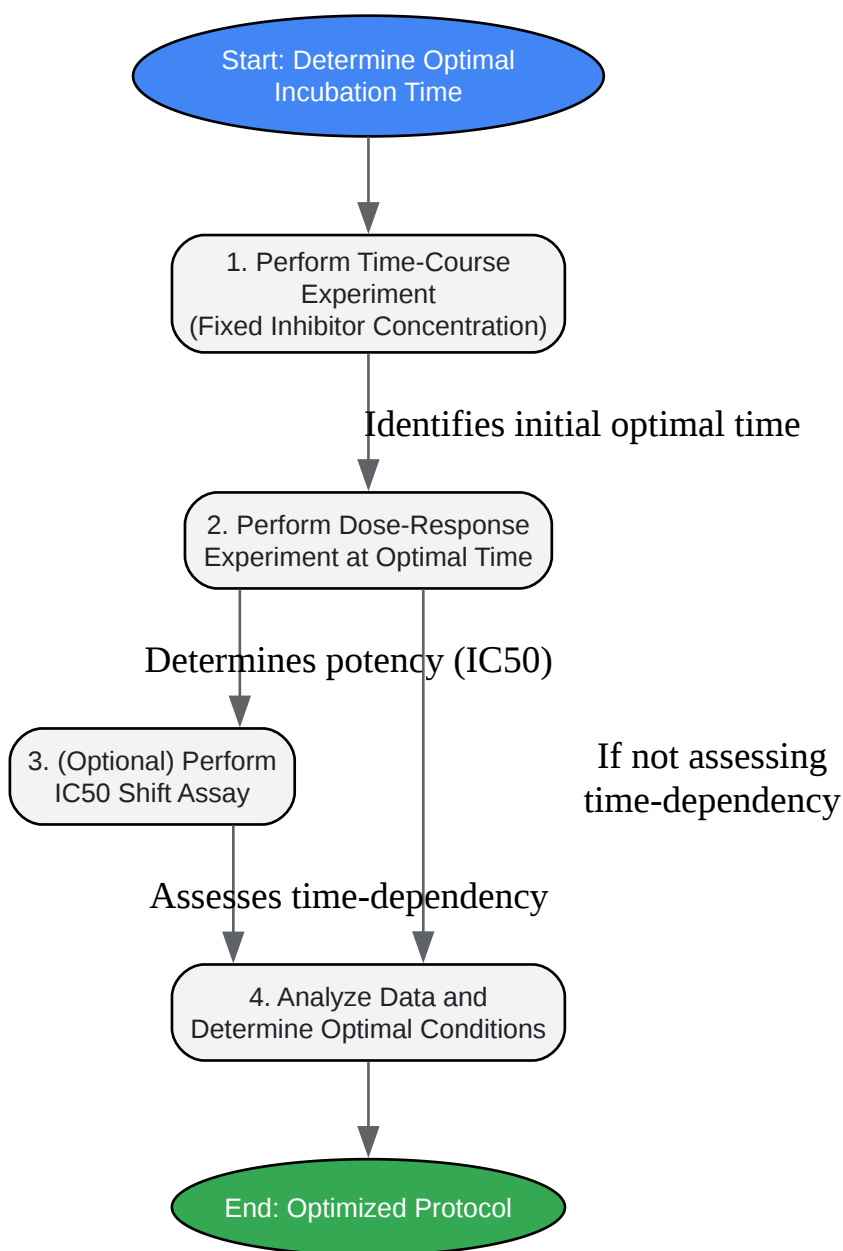 Start: Determine Optimal
Incubation Time
1. Perform Time-Course
Experiment
(Fixed Inhibitor Concentration)
Identifies initial optimal time
2. Perform Dose-Response
Experiment at Optimal Time
Determines potency (IC50)
3. (Optional) Perform
IC50 Shift Assay
If not assessing
time-dependency
Assesses time-dependency
4. Analyze Data and
Determine Optimal Conditions
End: Optimized Protocol